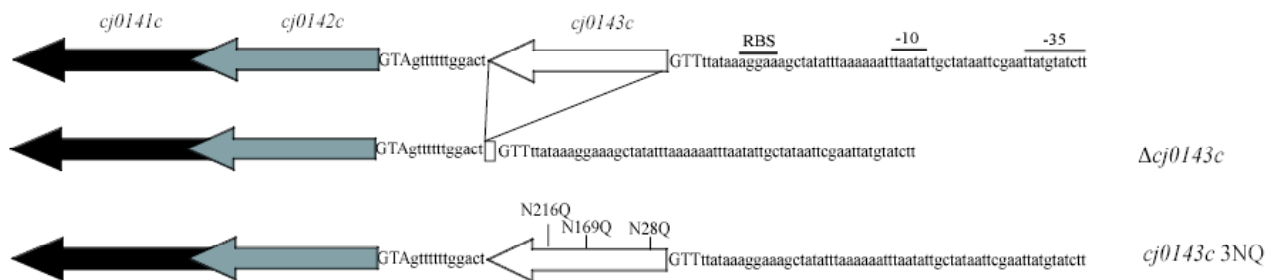 cj0141c cj0142c cj0143c
RBS -10 -35
GTAgttttttggact GTTttataaaggaaagctatatttaaaaaatttaatattgctataattcgaattatgtatctt
GTAgttttttggact GTTttataaaggaaagctatatttaaaaaatttaatattgctataattcgaattatgtatctt Δcj0143c
N216Q N169Q N28Q
GTAgttttttggact GTTttataaaggaaagctatatttaaaaaatttaatattgctataattcgaattatgtatctt cj0143c 3NQ